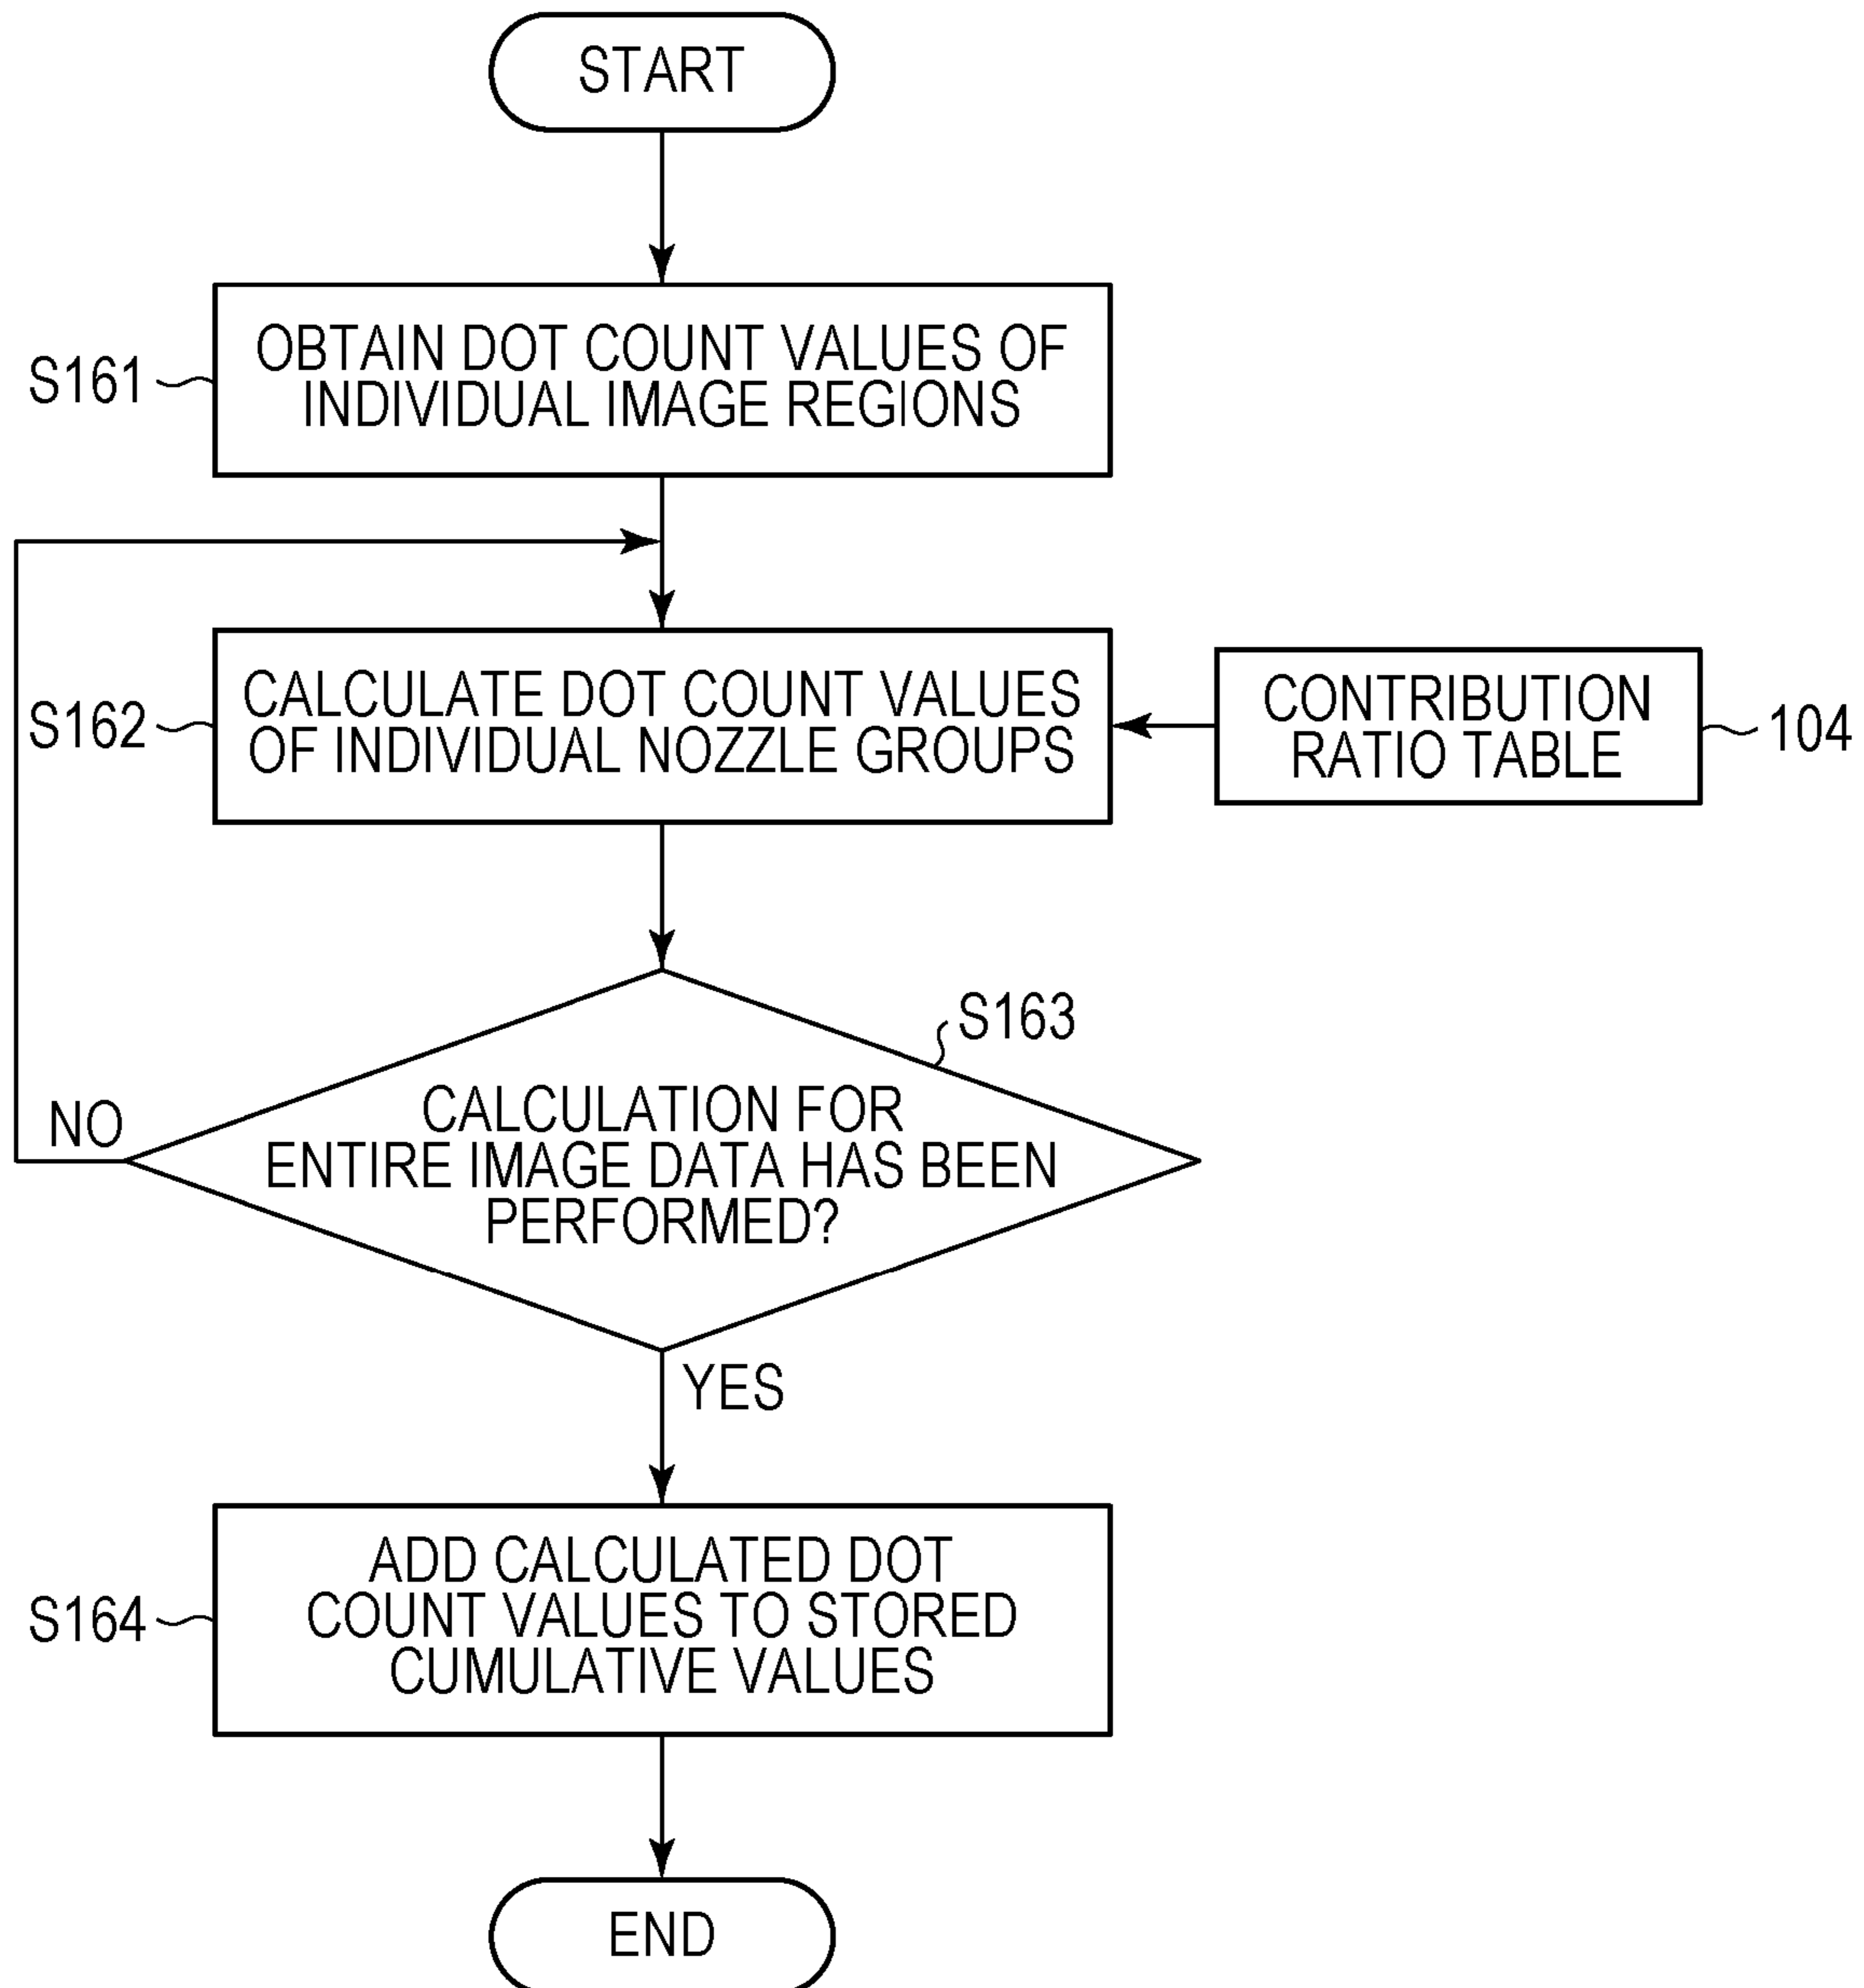 START
S161
OBTAIN DOT COUNT VALUES OF
INDIVIDUAL IMAGE REGIONS
S162
CALCULATE DOT COUNT VALUES
OF INDIVIDUAL NOZZLE GROUPS
CONTRIBUTION
RATIO TABLE
104
S163
NO
CALCULATION FOR
ENTIRE IMAGE DATA HAS BEEN
PERFORMED?
YES
S164
ADD CALCULATED DOT
COUNT VALUES TO STORED
CUMULATIVE VALUES
END